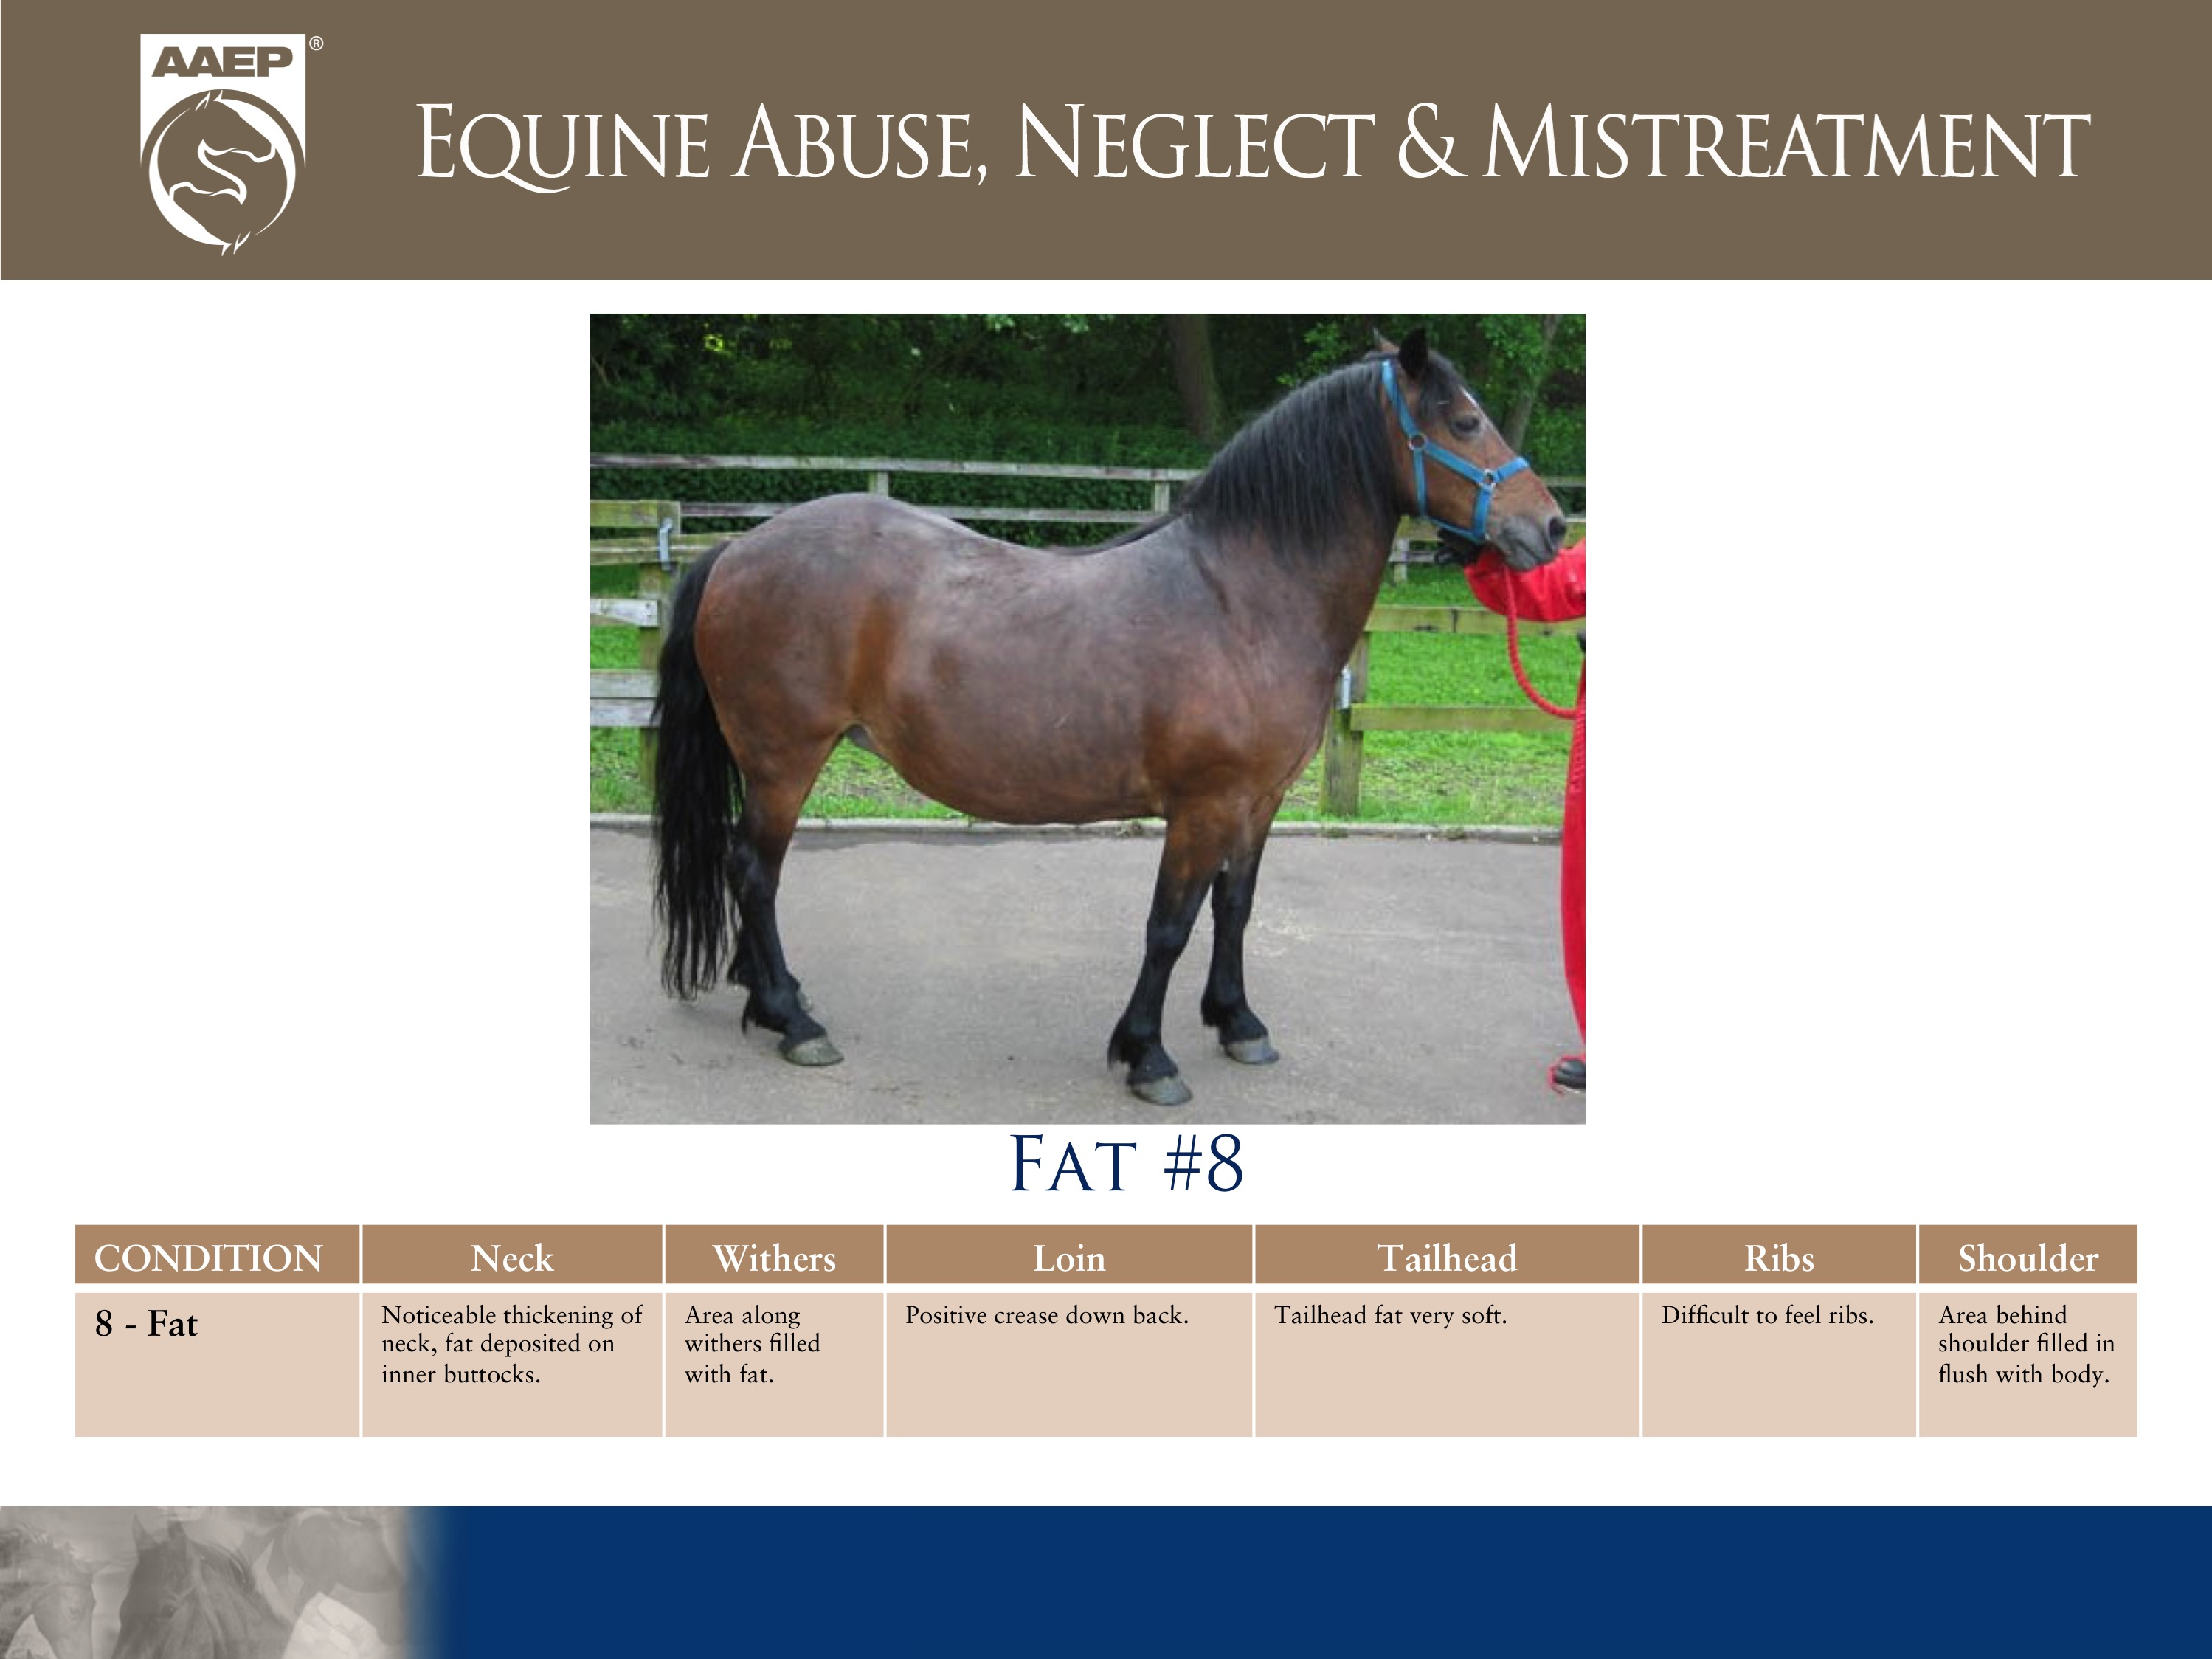 AAEP®
EQUINE ABUSE, NEGLECT & MISTREATMENT
FAT #8
CONDITION Neck Withers Loin Tailhead Ribs Shoulder
8 - Fat
Noticeable thickening of
neck, fat deposited on
inner buttocks.
Area along
withers filled
with fat.
Positive crease down back.
Tailhead fat very soft.
Difficult to feel ribs.
Area behind
shoulder filled in
flush with body.